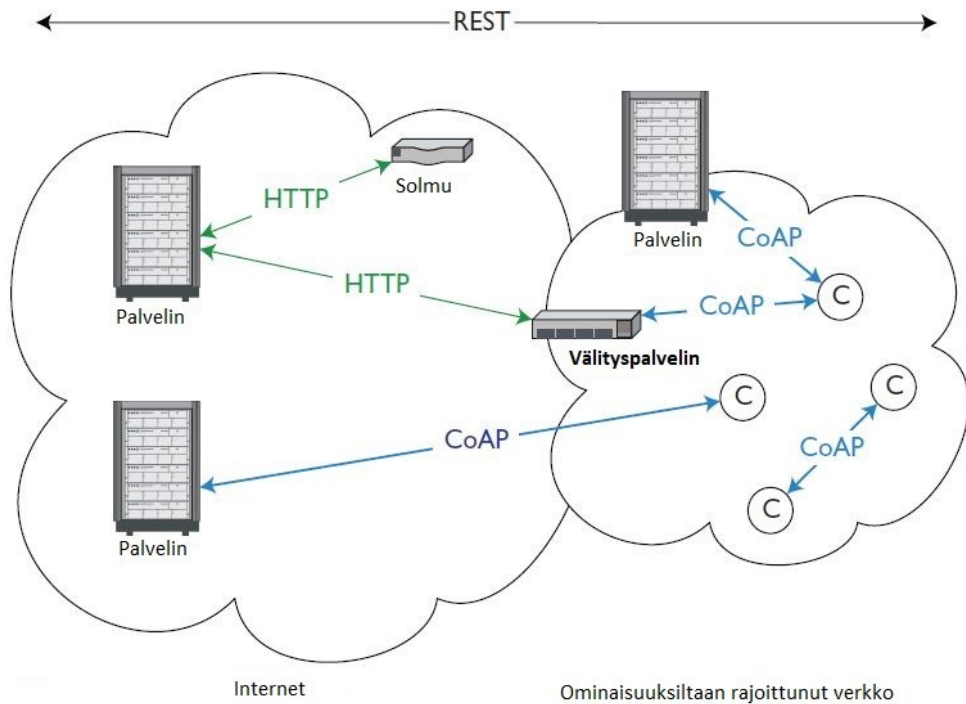 REST
HTTP
Solmu
Palvelin
CoAP
HTTP
Palvelin
CoAP
C
Välityspalvelin
C
C
CoAP
CoAP
C
Palvelin
Internet
Ominaisuuksiltaan rajoittunut verkko